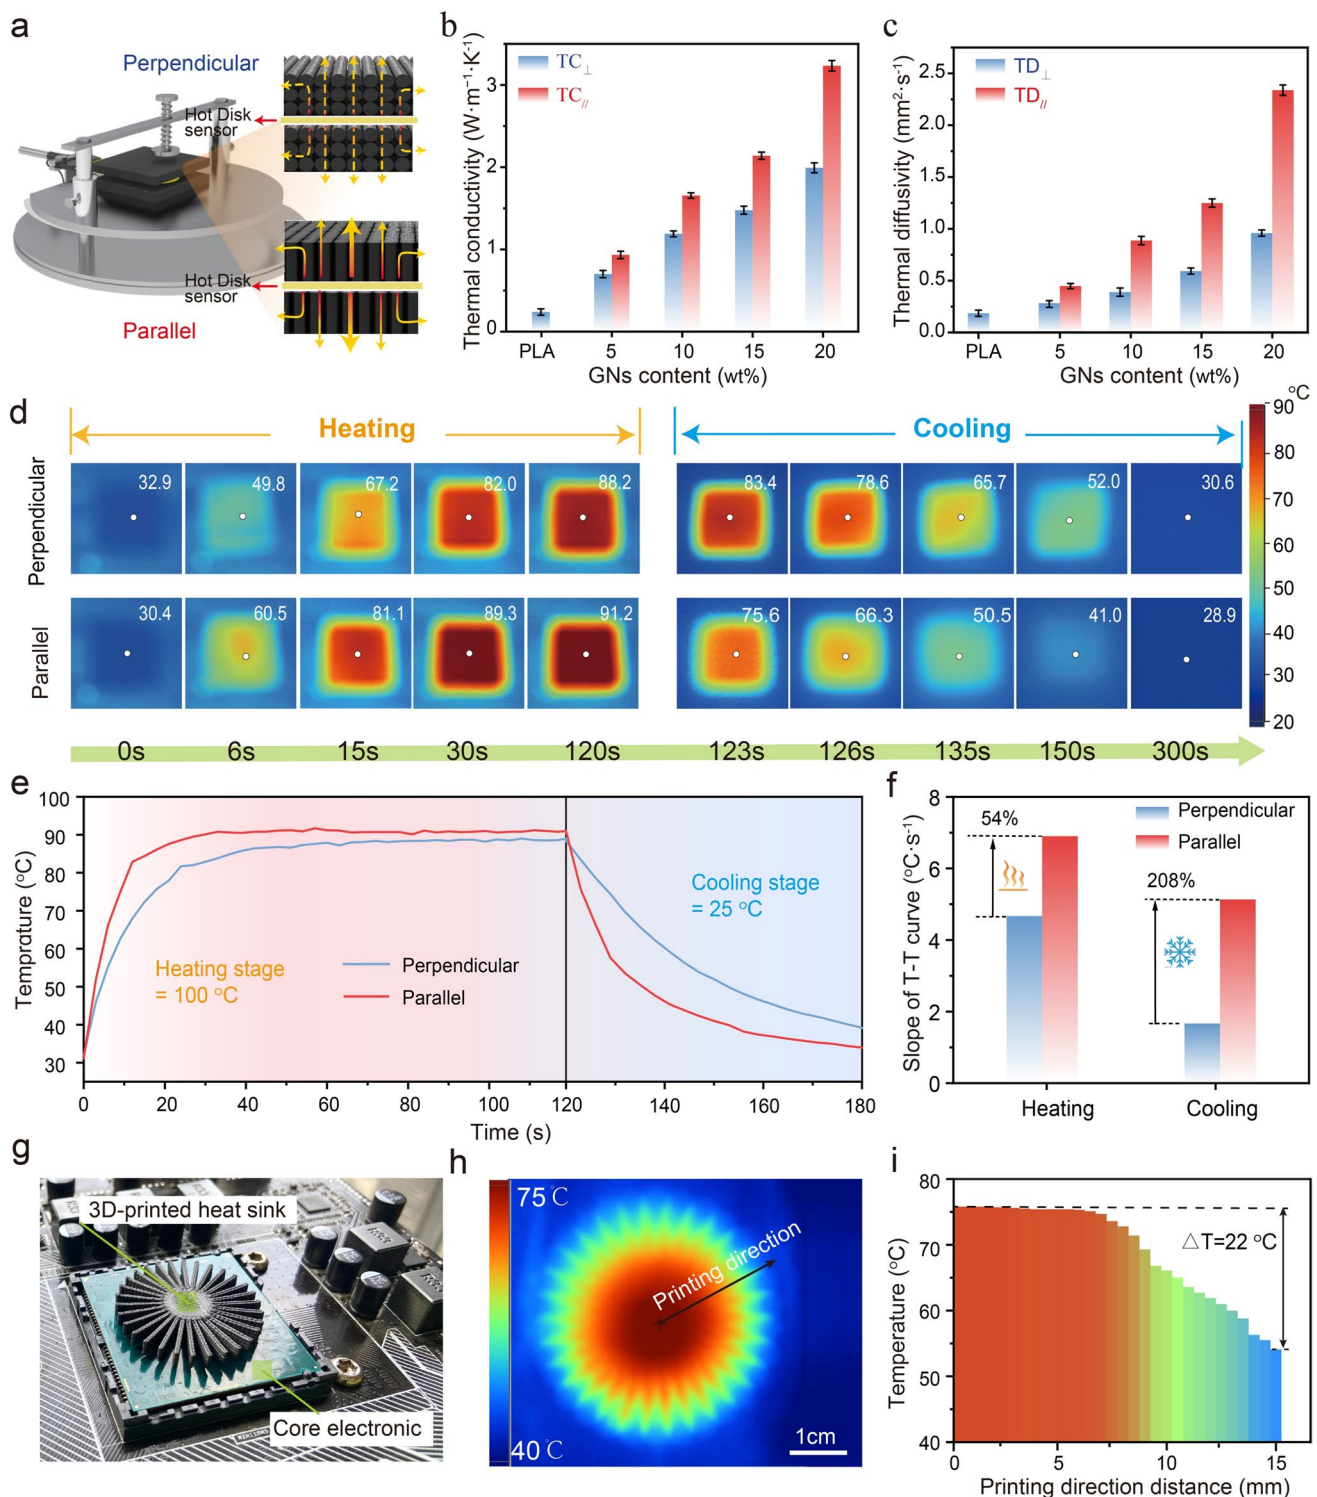 a
Perpendicular
Hot Disk
sensor
Hot Disk
sensor
Parallel
b
Thermal conductivity (W·m⁻¹·K⁻¹)
TC⊥
TC//
3
2
1
0
PLA
5
10
15
20
GNs content (wt%)
c
Thermal diffusivity (mm²·s⁻¹)
TD⊥
TD//
2.5
2.0
1.5
1.0
0.5
0.0
PLA
5
10
15
20
GNs content (wt%)
d
Heating
Cooling
°C
Perpendicular
32.9
49.8
67.2
82.0
88.2
83.4
78.6
65.7
52.0
30.6
Parallel
30.4
60.5
81.1
89.3
91.2
75.6
66.3
50.5
41.0
28.9
90
80
70
60
50
40
30
20
0s
6s
15s
30s
120s
123s
126s
135s
150s
300s
e
Temprature (°C)
100
90
80
70
60
50
40
30
Heating stage
= 100 °C
Perpendicular
Parallel
Cooling stage
= 25 °C
0
20
40
60
80
100
120
140
160
180
Time (s)
f
Slope of T-T curve (°C·s⁻¹)
8
6
4
2
0
54%
208%
Perpendicular
Parallel
Heating
Cooling
g
3D-printed heat sink
Core electronic
h
75℃
Printing direction
40℃
1cm
i
Temperature (°C)
80
70
60
50
40
△T=22 °C
0
5
10
15
Printing direction distance (mm)